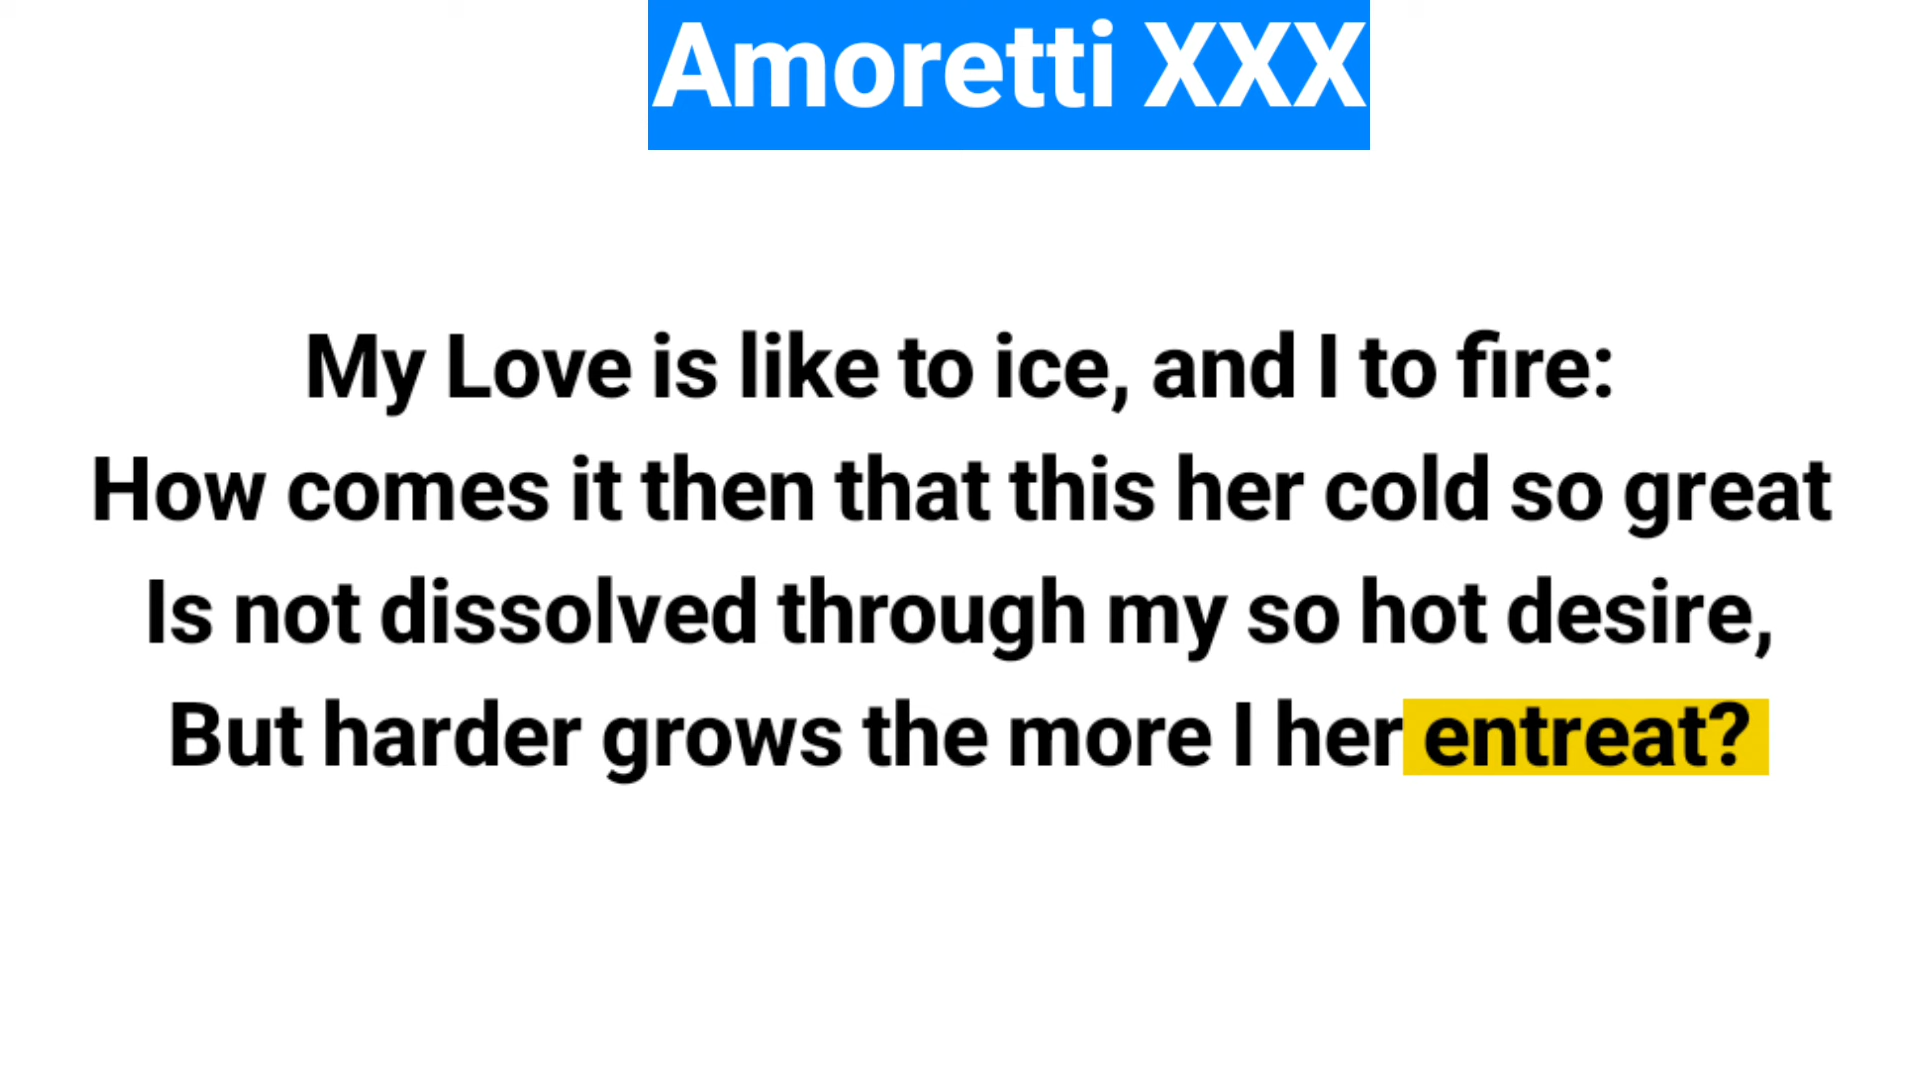 Amoretti XXX
My Love is like to ice, and I to fire:
How comes it then that this her cold so great
Is not dissolved through my so hot desire,
But harder grows the more I her entreat?